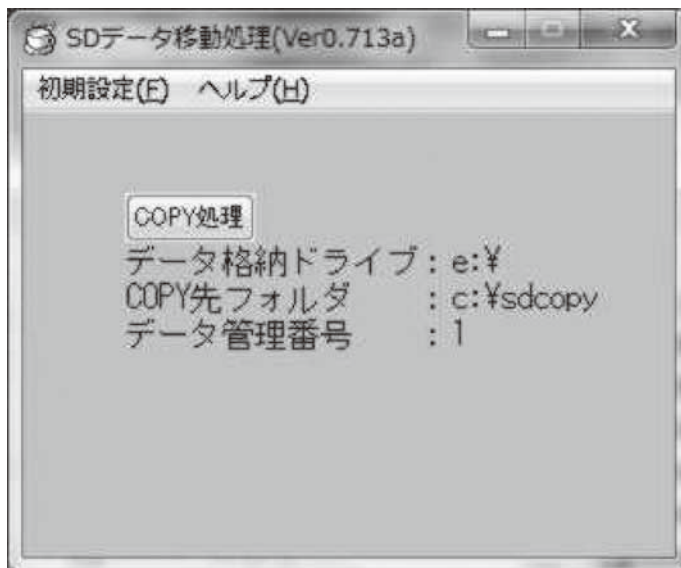 SDデータ移動処理(Ver0.713a)
初期設定(F) ヘルプ(H)
COPY処理
データ格納ドライブ : e:¥
COPY先フォルダ : c:¥sdcopy
データ管理番号 : 1